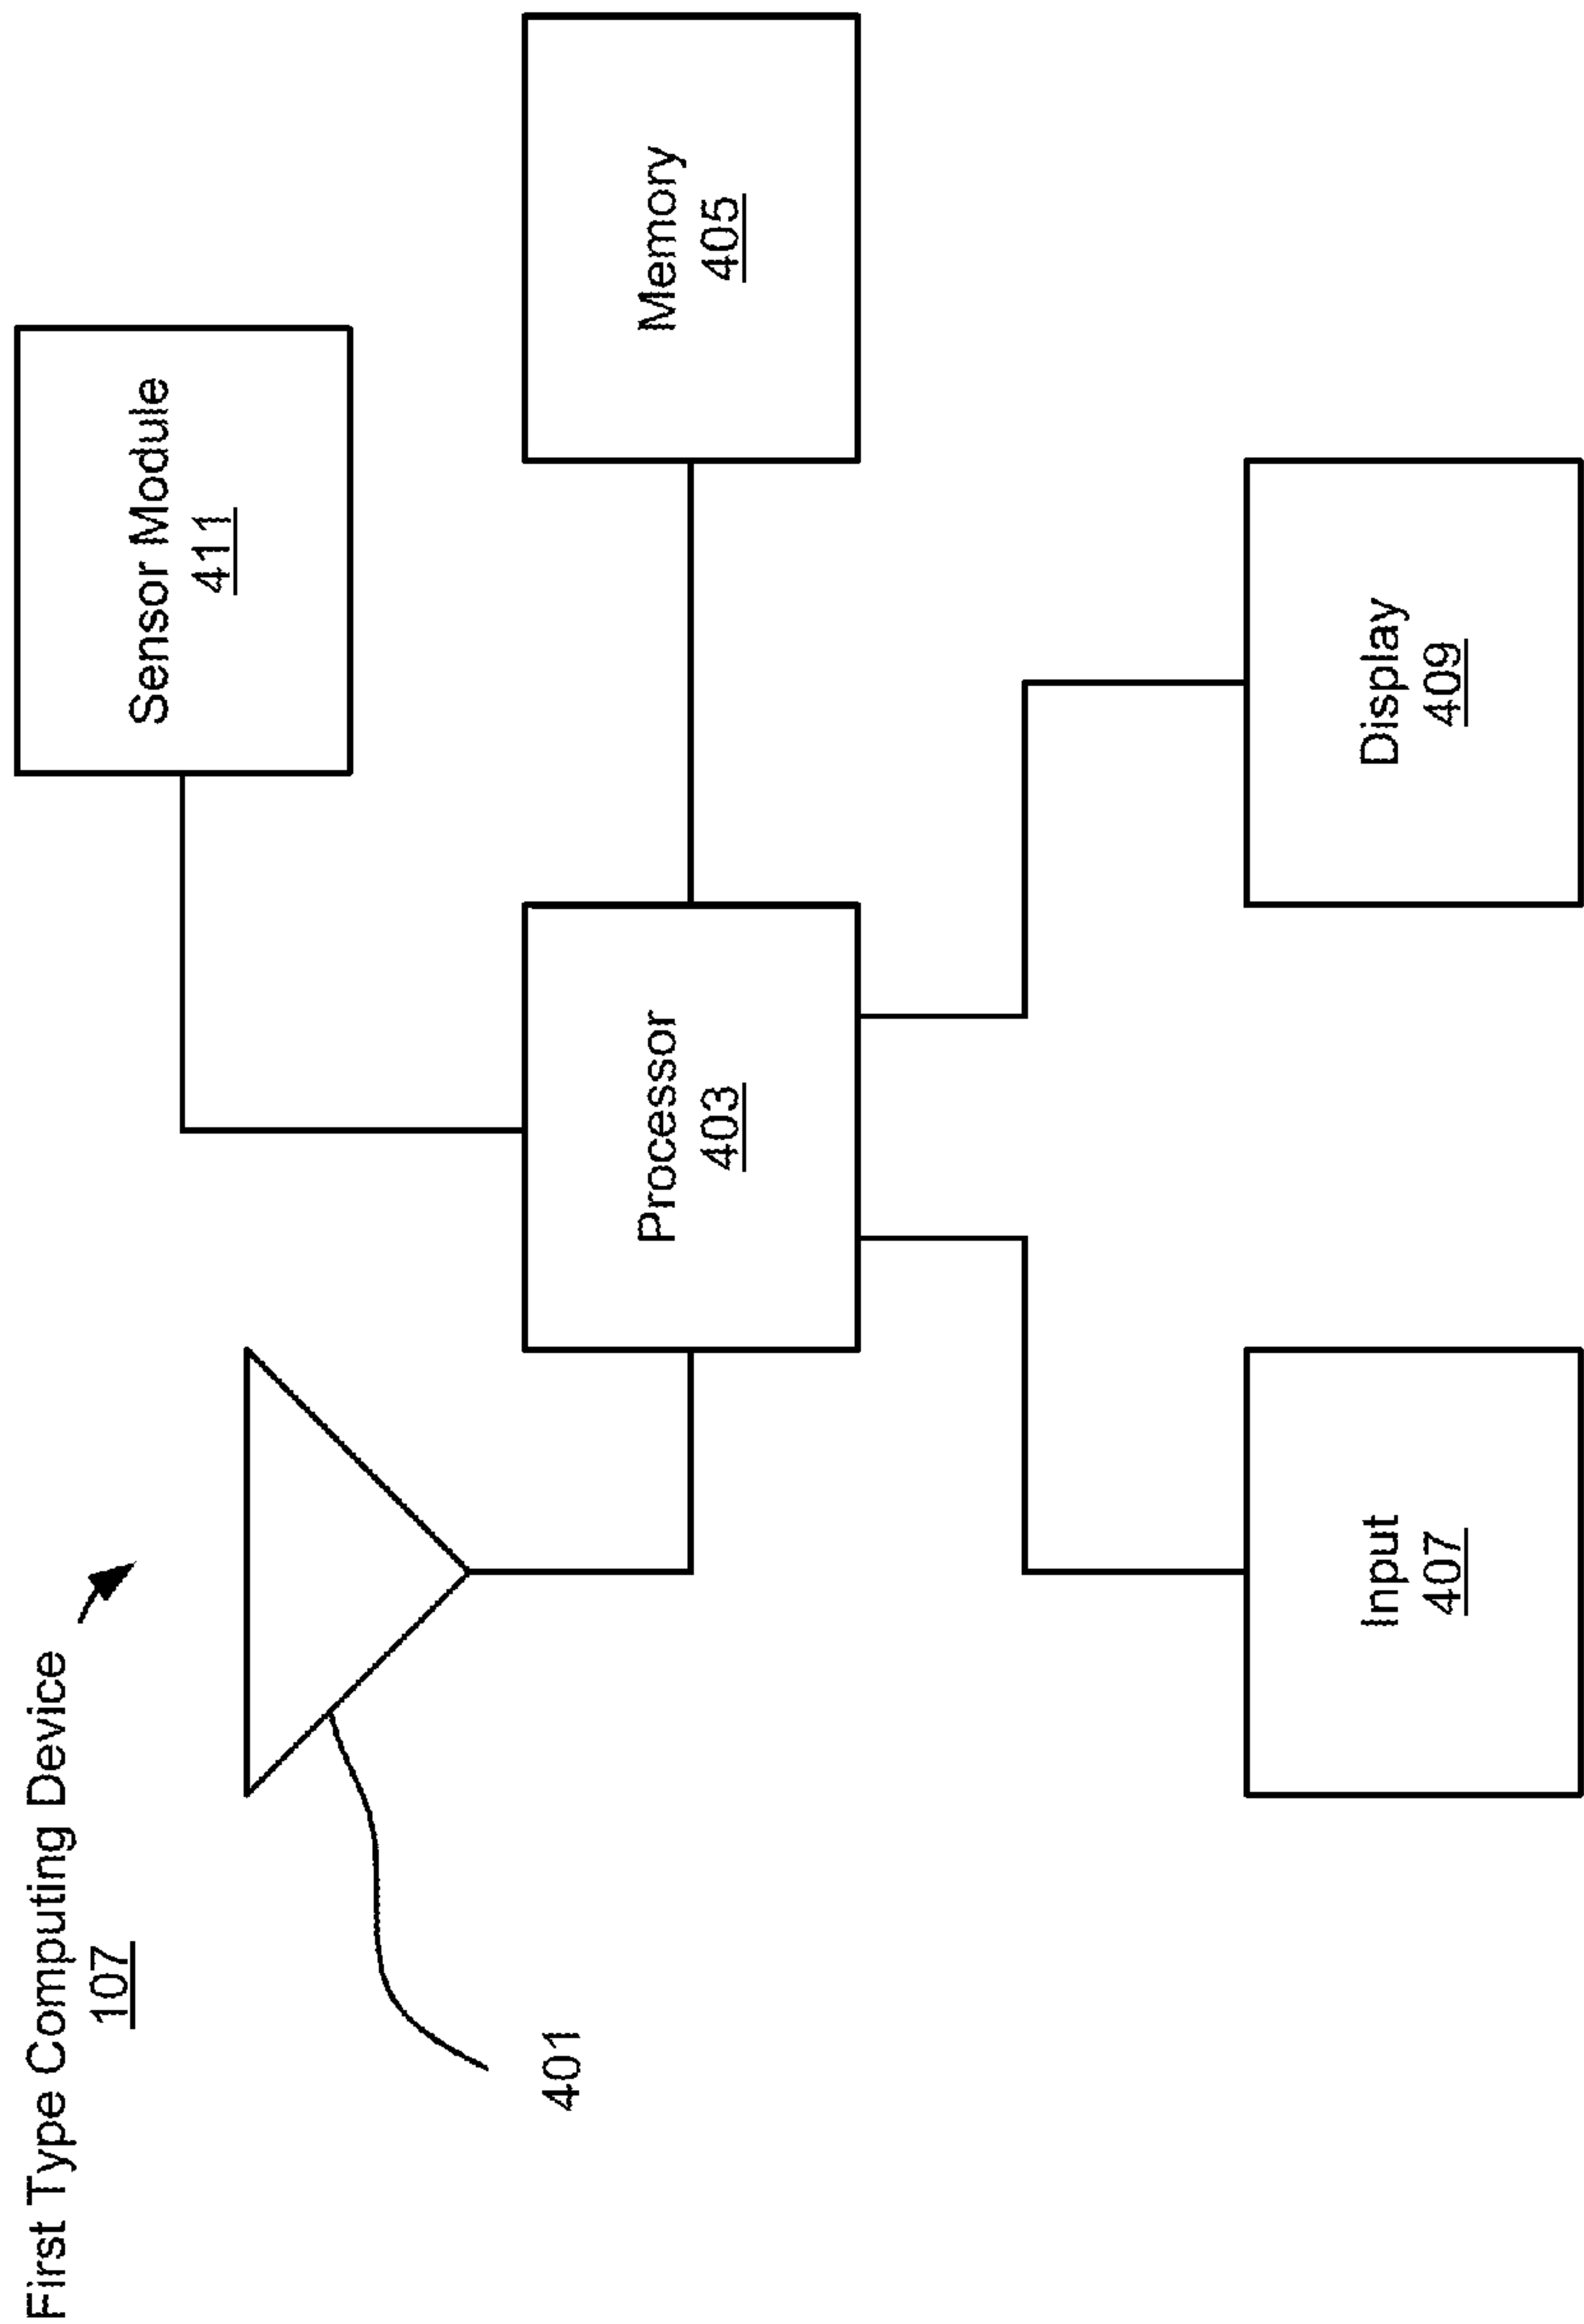 First Type Computing Device
107
401
Sensor Module
411
Processor
403
Memory
405
Input
407
Display
409